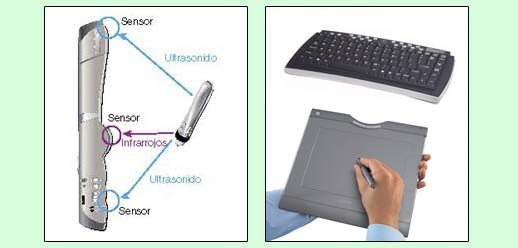 Sensor
Ultrasonido
Sensor
Infrarrojos
Ultrasonido
Sensor